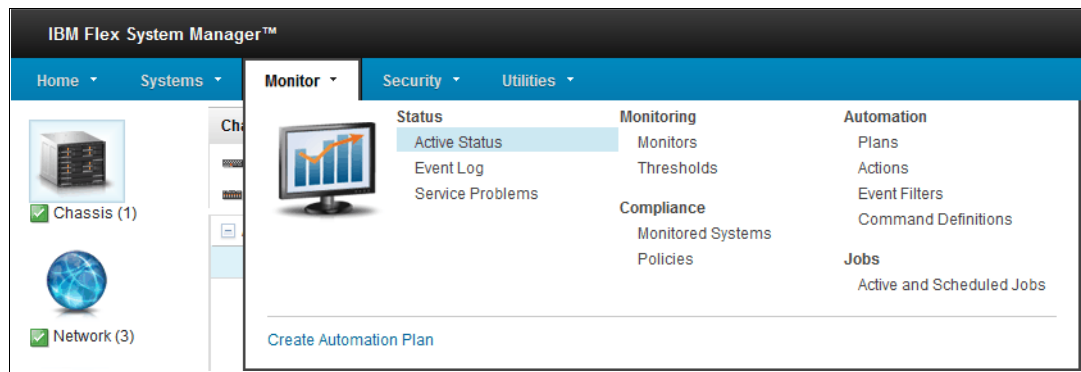 IBM Flex System Manager™
Home Systems Monitor Security Utilities
Status
Active Status
Event Log
Service Problems
Monitoring
Monitors
Thresholds
Compliance
Monitored Systems
Policies
Automation
Plans
Actions
Event Filters
Command Definitions
Jobs
Active and Scheduled Jobs
Create Automation Plan
Chassis (1)
Network (3)